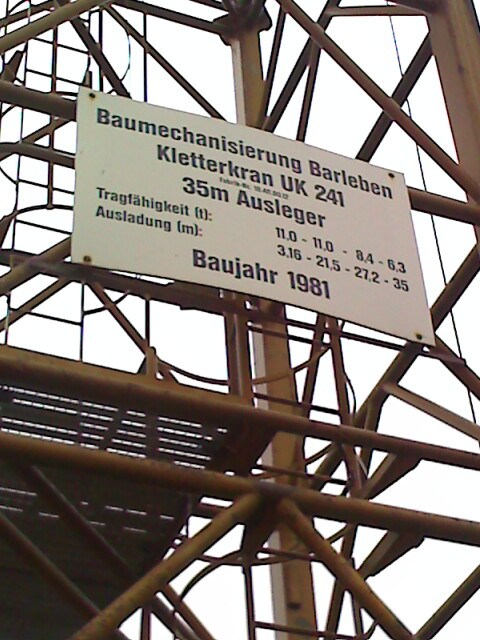 Baumechanisierung Barleben
Kletterkran UK 241
35m Ausleger
Tragfähigkeit (t): 11,0 - 11,0 - 8,4 - 6,3
Ausladung (m): 3,16 - 21,5 - 27,2 - 35
Baujahr 1981